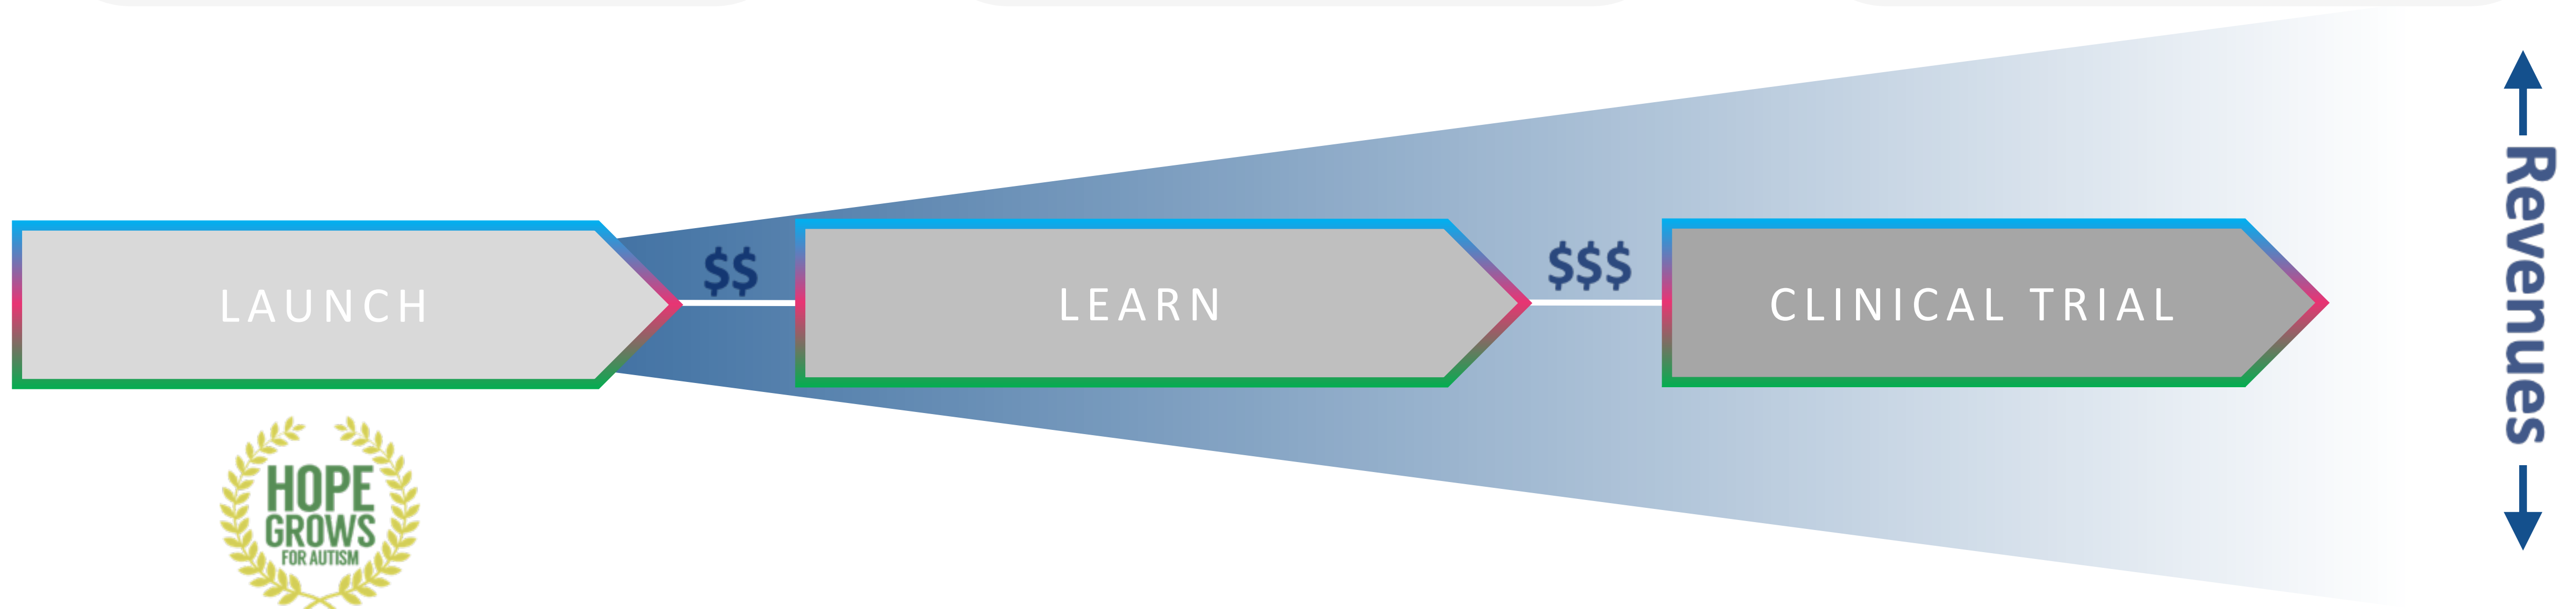 LAUNCH
$$
LEARN
$$$
CLINICAL TRIAL
Revenues
HOPE
GROWS
FOR AUTISM